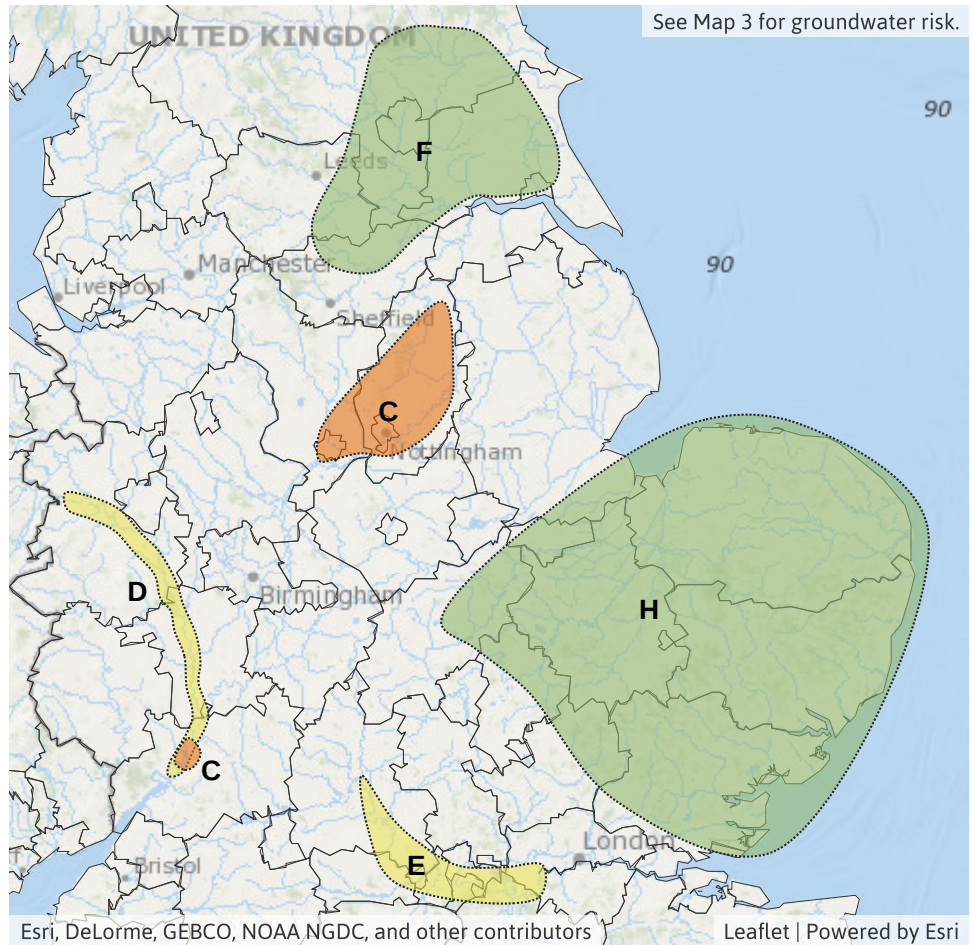 See Map 3 for groundwater risk.
UNITED KINGDOM
90
F
Leeds
90
Manchester
Liverpool
Sheffield
C
Nottingham
D
Birmingham
H
C
London
E
Bristol
Esri, DeLorme, GEBCO, NOAA NGDC, and other contributors
Leaflet | Powered by Esri